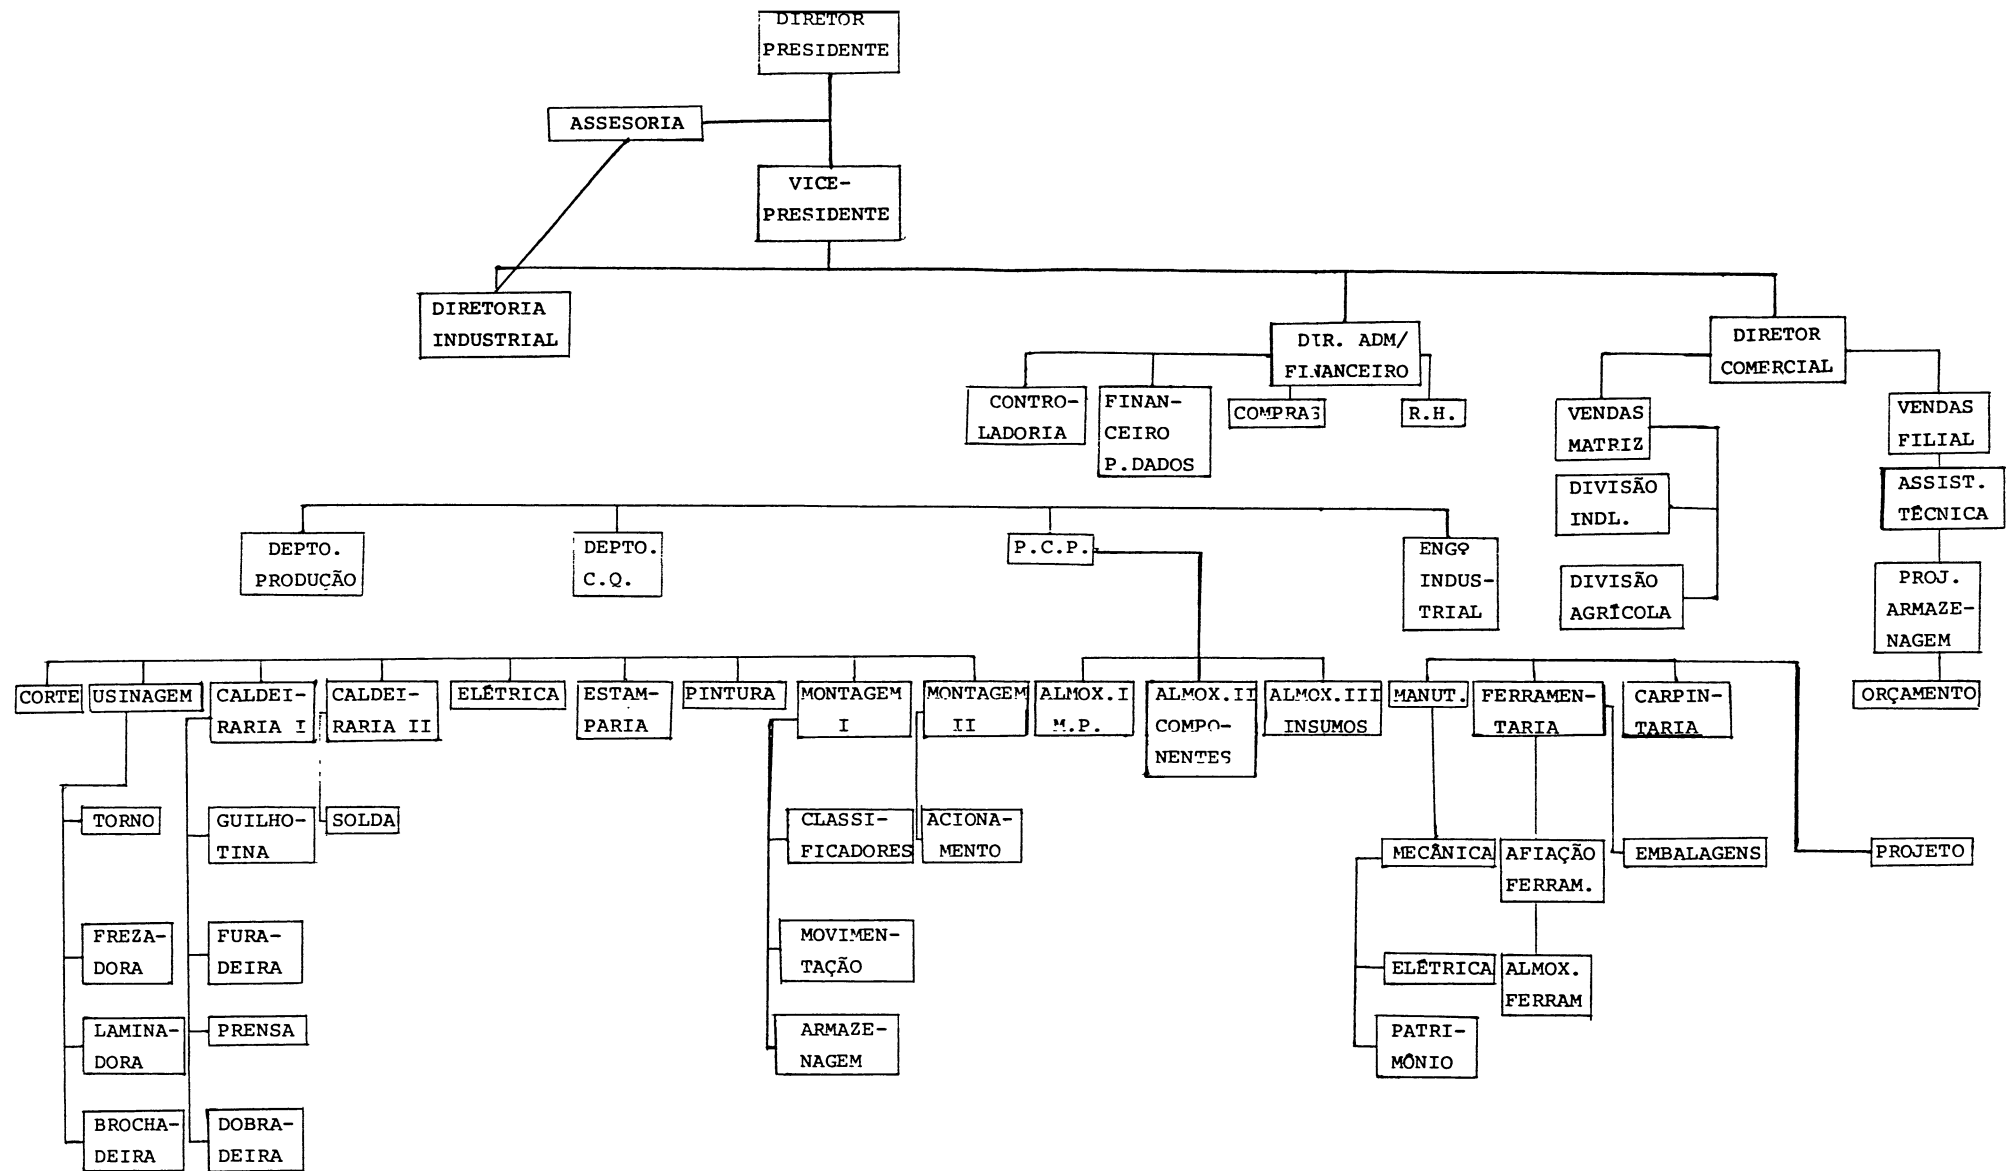 DIRETOR
PRESIDENTE
ASSESORIA
VICE-
PRESIDENTE
DIRETORIA
INDUSTRIAL
DIR. ADM/
FINANCEIRO
DIRETOR
COMERCIAL
CONTRO-
LADORIA
FINAN-
CEIRO
P.DADOS
COMPRAS
R.H.
VENDAS
MATRIZ
VENDAS
FILIAL
DIVISÃO
INDL.
ASSIST.
TÉCNICA
DEPTO.
PRODUÇÃO
DEPTO.
C.Q.
P.C.P.
ENGº
INDUS-
TRIAL
DIVISÃO
AGRÍCOLA
PROJ.
ARMAZE-
NAGEM
CORTE
USINAGEM
CALDEI-
RARIA I
CALDEI-
RARIA II
ELÉTRICA
ESTAM-
PARIA
PINTURA
MONTAGEM
I
MONTAGEM
II
ALMOX.I
M.P.
ALMOX.II
COMPO-
NENTES
ALMOX.III
INSUMOS
MANUT.
FERRAMEN-
TARIA
CARPIN-
TARIA
ORÇAMENTO
TORNO
GUILHO-
TINA
SOLDA
CLASSI-
FICADORES
ACIONA-
MENTO
MECÂNICA
AFIAÇÃO
FERRAM.
EMBALAGENS
PROJETO
FREZA-
DORA
FURA-
DEIRA
MOVIMEN-
TAÇÃO
ELÉTRICA
ALMOX.
FERRAM
LAMINA-
DORA
PRENSA
ARMAZE-
NAGEM
PATRI-
MÔNIO
BROCHA-
DEIRA
DOBRA-
DEIRA